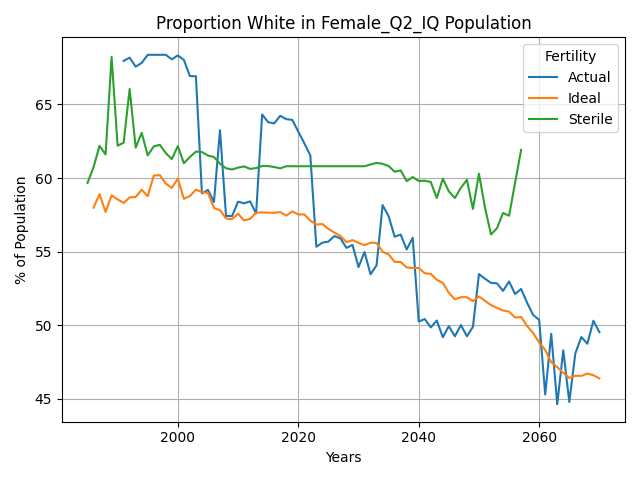 Proportion White in Female_Q2_IQ Population
% of Population
65
60
55
50
45
2000
2020
2040
2060
Years
Fertility
Actual
Ideal
Sterile